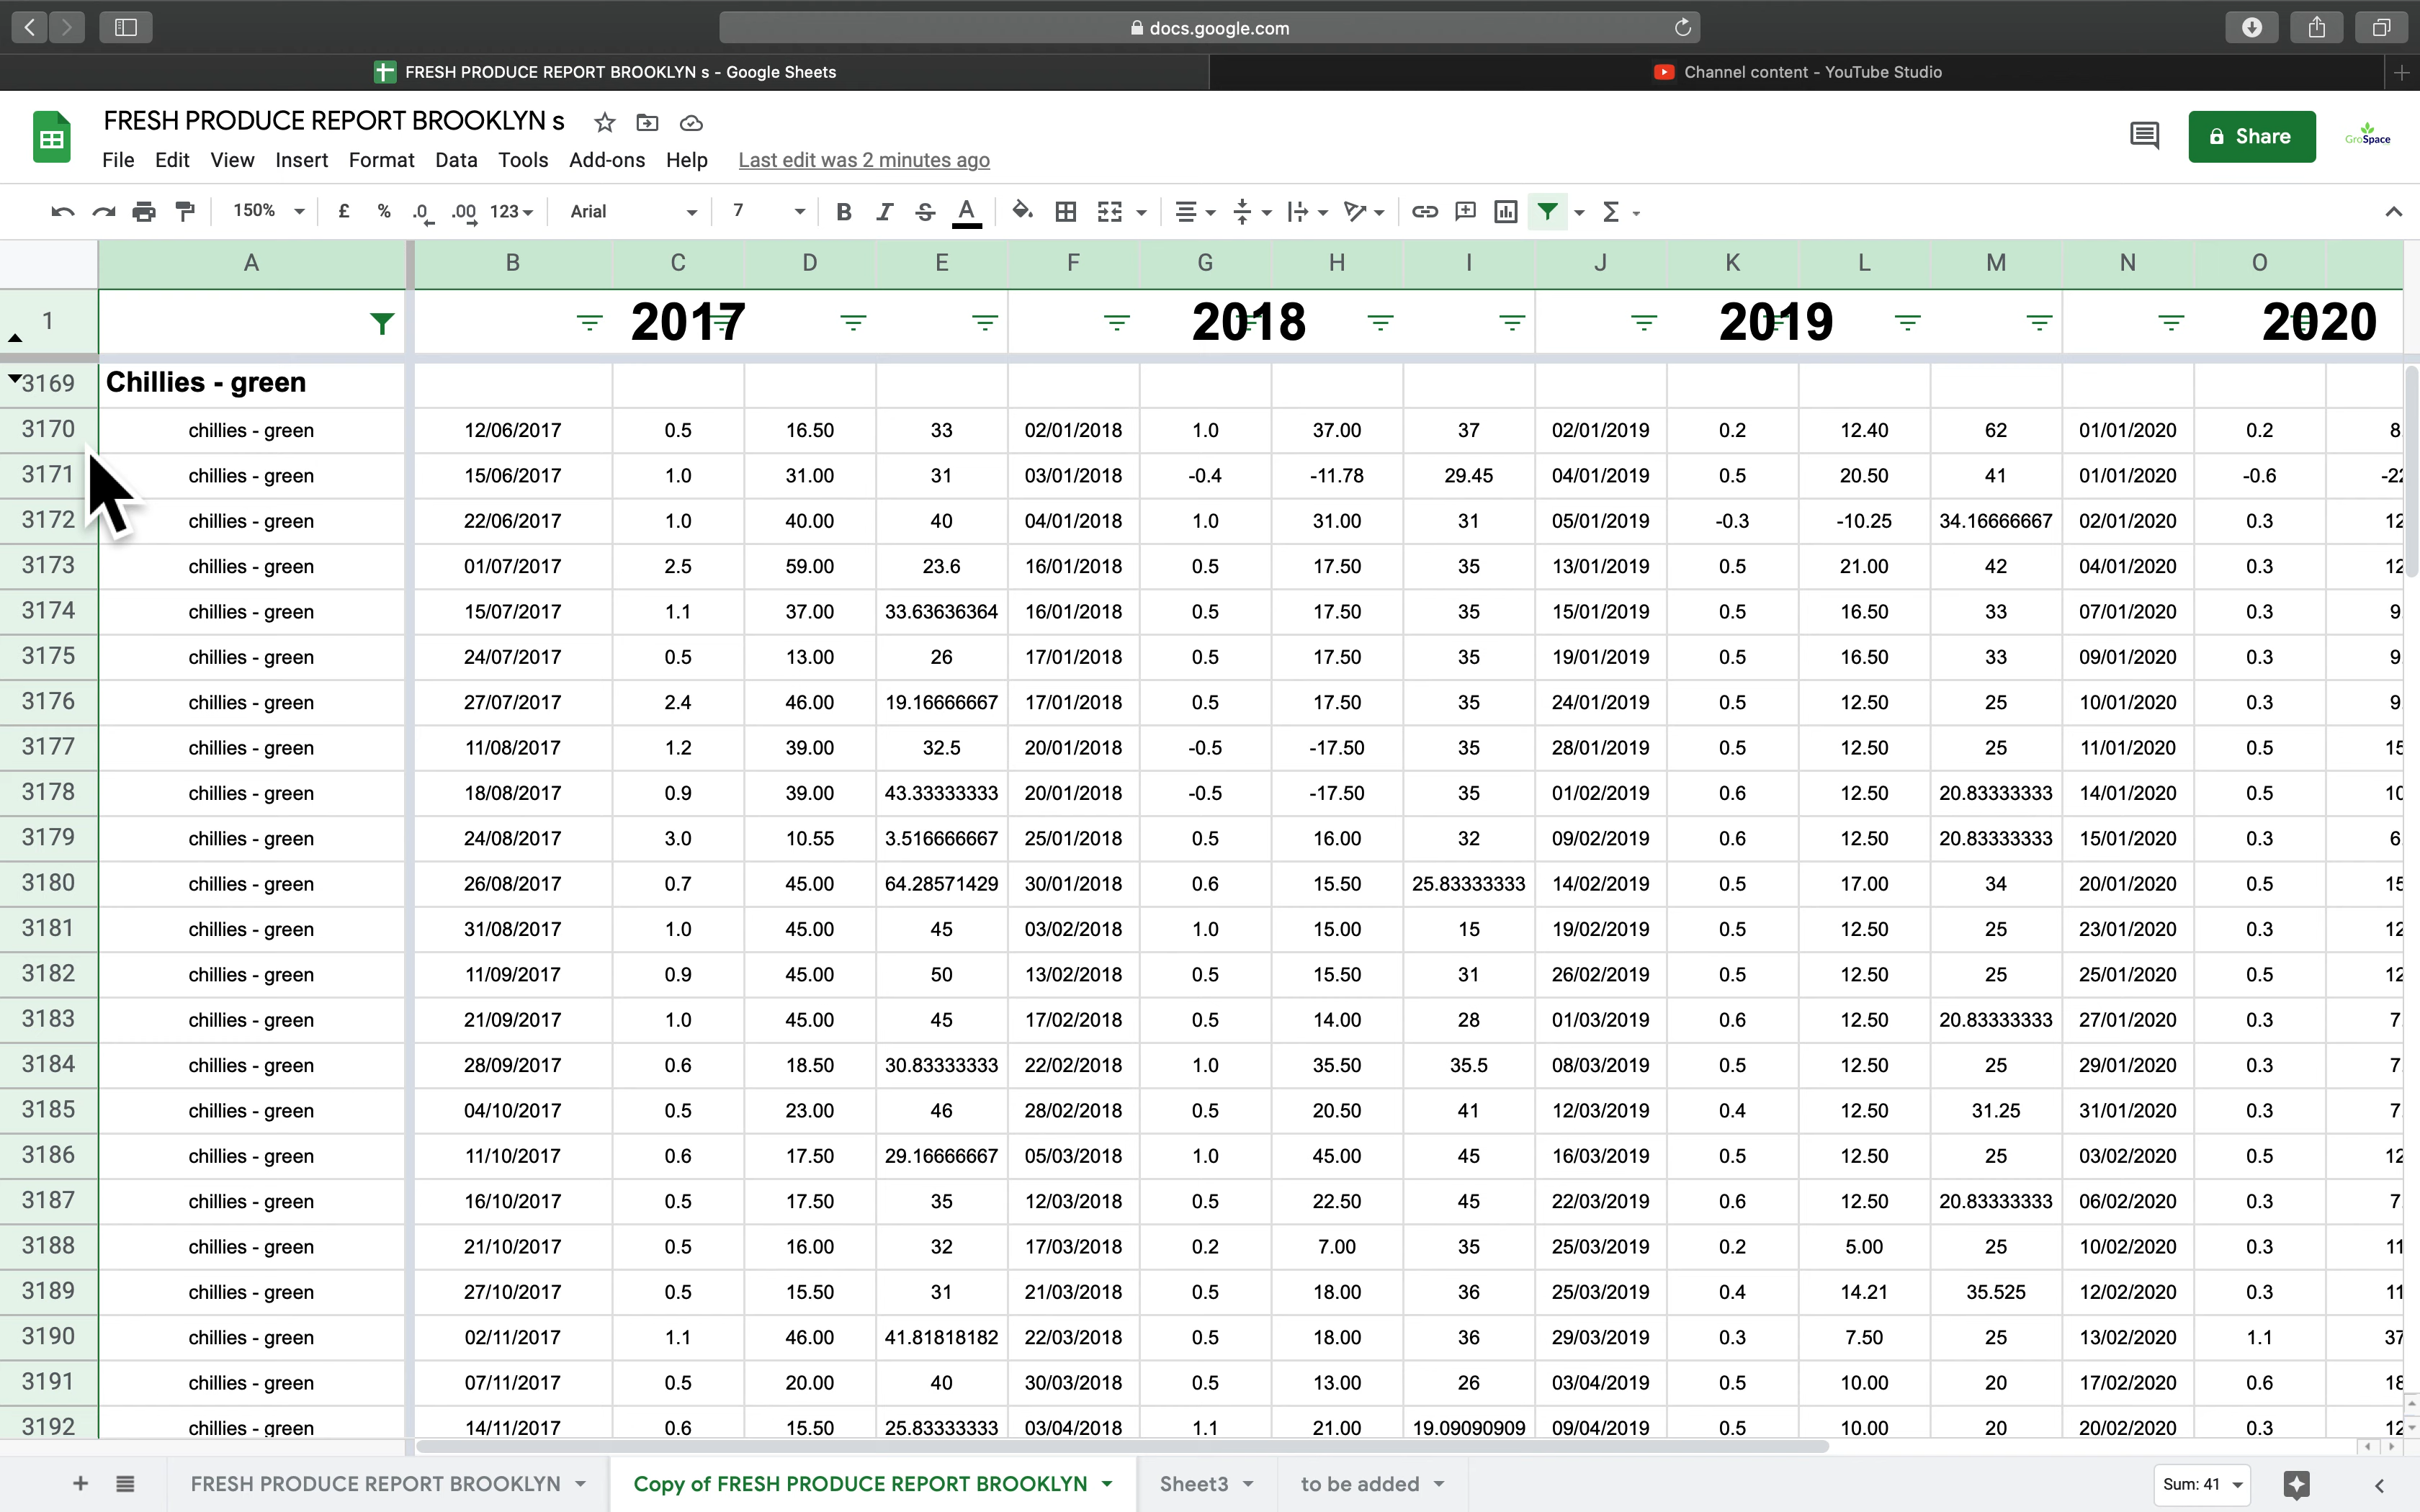 docs.google.com
FRESH PRODUCE REPORT BROOKLYN s - Google Sheets
Channel content - YouTube Studio
FRESH PRODUCE REPORT BROOKLYN s
Share
GroSpace
File Edit View Insert Format Data Tools Add-ons Help Last edit was 2 minutes ago
150% £ % .0 .00 123 Arial 7 B I S A Σ
A B C D E F G H I J K L M N O
1 2017 2018 2019 2020
3169 Chillies - green
3170 chillies - green 12/06/2017 0.5 16.50 33 02/01/2018 1.0 37.00 37 02/01/2019 0.2 12.40 62 01/01/2020 0.2 8
3171 chillies - green 15/06/2017 1.0 31.00 31 03/01/2018 -0.4 -11.78 29.45 04/01/2019 0.5 20.50 41 01/01/2020 -0.6 -22
3172 chillies - green 22/06/2017 1.0 40.00 40 04/01/2018 1.0 31.00 31 05/01/2019 -0.3 -10.25 34.16666667 02/01/2020 0.3 12
3173 chillies - green 01/07/2017 2.5 59.00 23.6 16/01/2018 0.5 17.50 35 13/01/2019 0.5 21.00 42 04/01/2020 0.3 12
3174 chillies - green 15/07/2017 1.1 37.00 33.63636364 16/01/2018 0.5 17.50 35 15/01/2019 0.5 16.50 33 07/01/2020 0.3 9
3175 chillies - green 24/07/2017 0.5 13.00 26 17/01/2018 0.5 17.50 35 19/01/2019 0.5 16.50 33 09/01/2020 0.3 9
3176 chillies - green 27/07/2017 2.4 46.00 19.16666667 17/01/2018 0.5 17.50 35 24/01/2019 0.5 12.50 25 10/01/2020 0.3 9
3177 chillies - green 11/08/2017 1.2 39.00 32.5 20/01/2018 -0.5 -17.50 35 28/01/2019 0.5 12.50 25 11/01/2020 0.5 15
3178 chillies - green 18/08/2017 0.9 39.00 43.33333333 20/01/2018 -0.5 -17.50 35 01/02/2019 0.6 12.50 20.83333333 14/01/2020 0.5 10
3179 chillies - green 24/08/2017 3.0 10.55 3.516666667 25/01/2018 0.5 16.00 32 09/02/2019 0.6 12.50 20.83333333 15/01/2020 0.3 6
3180 chillies - green 26/08/2017 0.7 45.00 64.28571429 30/01/2018 0.6 15.50 25.83333333 14/02/2019 0.5 17.00 34 20/01/2020 0.5 15
3181 chillies - green 31/08/2017 1.0 45.00 45 03/02/2018 1.0 15.00 15 19/02/2019 0.5 12.50 25 23/01/2020 0.3 12
3182 chillies - green 11/09/2017 0.9 45.00 50 13/02/2018 0.5 15.50 31 26/02/2019 0.5 12.50 25 25/01/2020 0.5 12
3183 chillies - green 21/09/2017 1.0 45.00 45 17/02/2018 0.5 14.00 28 01/03/2019 0.6 12.50 20.83333333 27/01/2020 0.3 7
3184 chillies - green 28/09/2017 0.6 18.50 30.83333333 22/02/2018 1.0 35.50 35.5 08/03/2019 0.5 12.50 25 29/01/2020 0.3 7
3185 chillies - green 04/10/2017 0.5 23.00 46 28/02/2018 0.5 20.50 41 12/03/2019 0.4 12.50 31.25 31/01/2020 0.3 7
3186 chillies - green 11/10/2017 0.6 17.50 29.16666667 05/03/2018 1.0 45.00 45 16/03/2019 0.5 12.50 25 03/02/2020 0.5 12
3187 chillies - green 16/10/2017 0.5 17.50 35 12/03/2018 0.5 22.50 45 22/03/2019 0.6 12.50 20.83333333 06/02/2020 0.3 7
3188 chillies - green 21/10/2017 0.5 16.00 32 17/03/2018 0.2 7.00 35 25/03/2019 0.2 5.00 25 10/02/2020 0.3 11
3189 chillies - green 27/10/2017 0.5 15.50 31 21/03/2018 0.5 18.00 36 25/03/2019 0.4 14.21 35.525 12/02/2020 0.3 11
3190 chillies - green 02/11/2017 1.1 46.00 41.81818182 22/03/2018 0.5 18.00 36 29/03/2019 0.3 7.50 25 13/02/2020 1.1 37
3191 chillies - green 07/11/2017 0.5 20.00 40 30/03/2018 0.5 13.00 26 03/04/2019 0.5 10.00 20 17/02/2020 0.6 18
3192 chillies - green 14/11/2017 0.6 15.50 25.83333333 03/04/2018 1.1 21.00 19.09090909 09/04/2019 0.5 10.00 20 20/02/2020 0.3 12
FRESH PRODUCE REPORT BROOKLYN Copy of FRESH PRODUCE REPORT BROOKLYN Sheet3 to be added Sum: 41